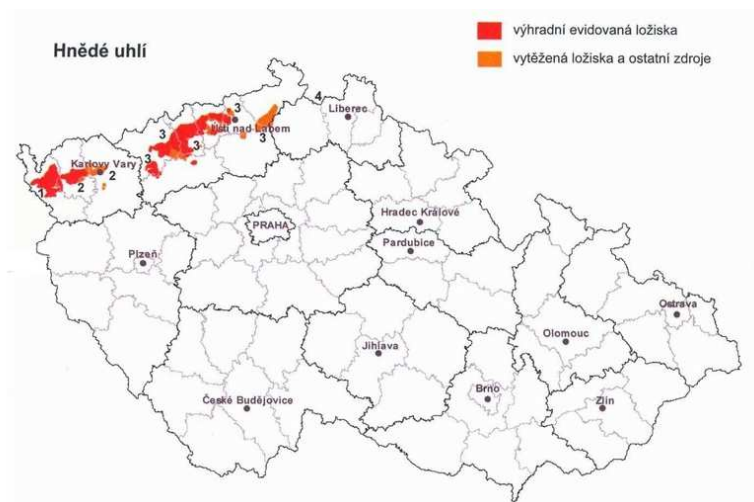 Hnědé uhlí
výhradní evidovaná ložiska
vytěžená ložiska a ostatní zdroje
4
Liberec
3
Ústí nad Labem
3
3
3
3
Karlovy Vary
2
2
1
Hradec Králové
PRAHA
Pardubice
Plzeň
Ostrava
Olomouc
Jihlava
Brno
České Budějovice
Zlín